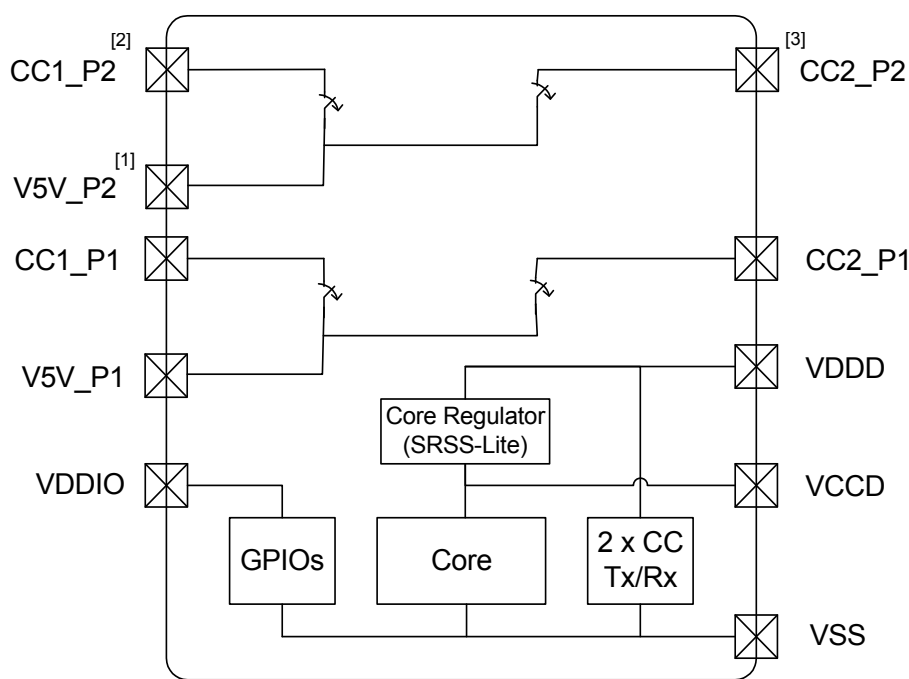 CC1_P2 [2]
[3] CC2_P2
V5V_P2 [1]
CC1_P1
CC2_P1
V5V_P1
VDDD
Core Regulator
(SRSS-Lite)
VDDIO
VCCD
GPIOs
Core
2 x CC
Tx/Rx
VSS